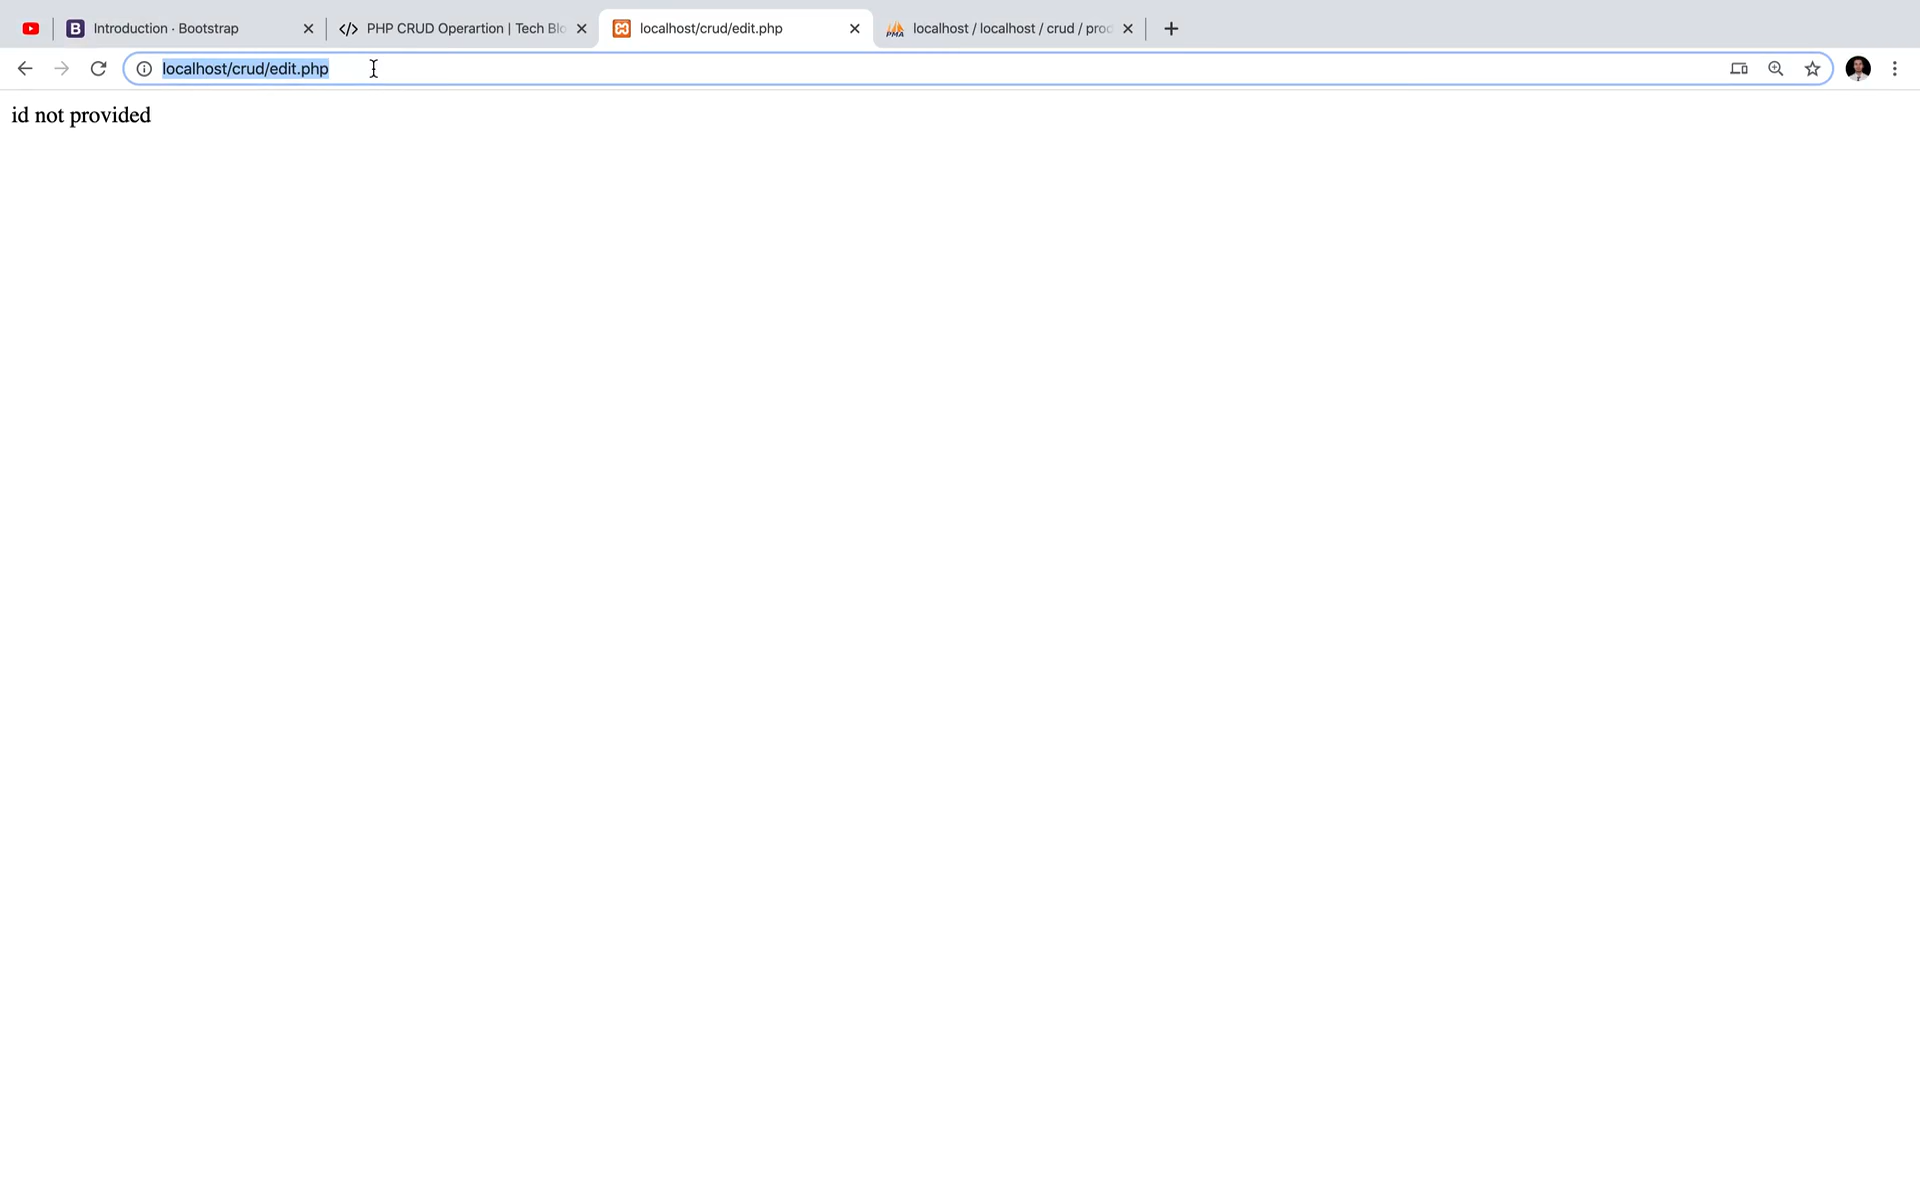 Introduction · Bootstrap
PHP CRUD Operartion | Tech Blo
localhost/crud/edit.php
localhost / localhost / crud / prod
localhost/crud/edit.php
id not provided